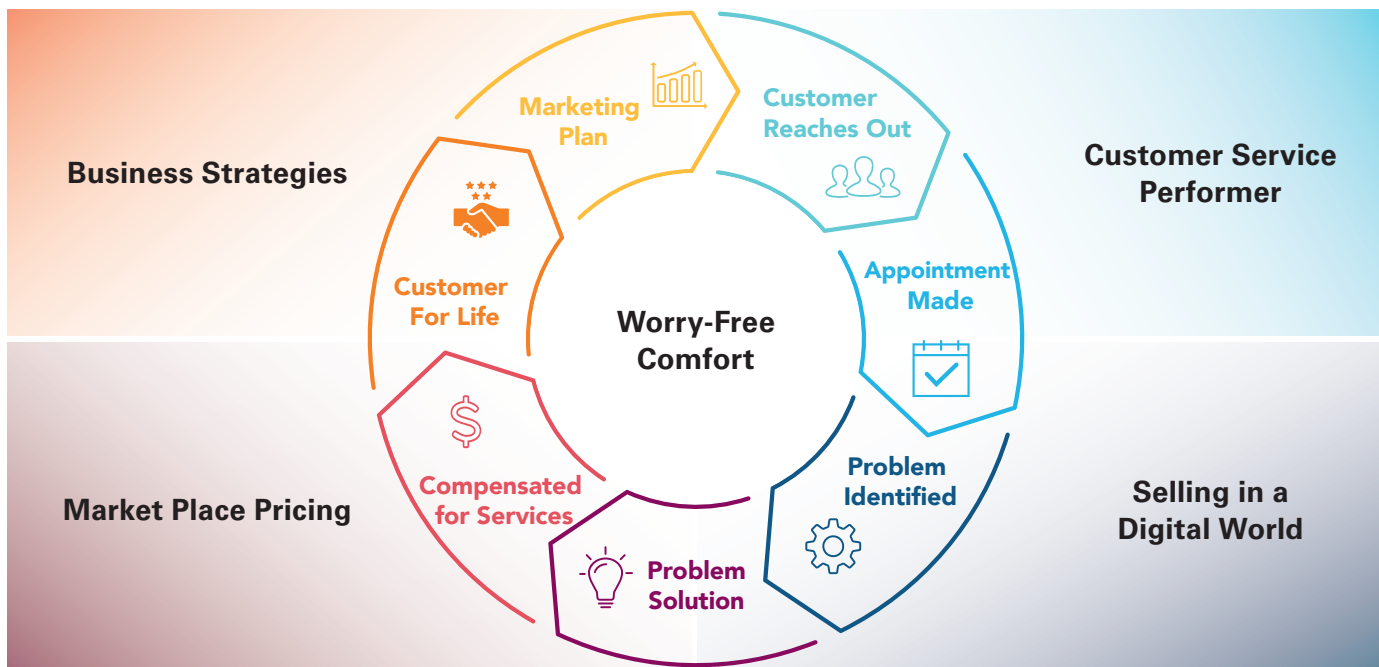 Business Strategies
Customer Service
Performer
Market Place Pricing
Selling in a
Digital World
Marketing
Plan
Customer
Reaches Out
Appointment
Made
Problem
Identified
Problem
Solution
Compensated
for Services
Customer
For Life
Worry-Free
Comfort
$